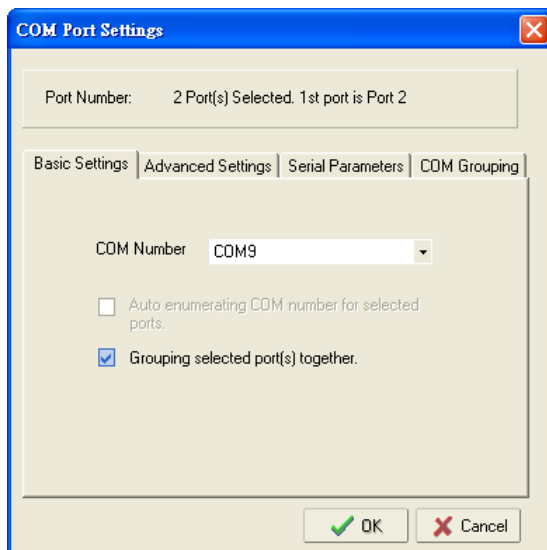 COM Port Settings
Port Number: 2 Port(s) Selected. 1st port is Port 2
Basic Settings Advanced Settings Serial Parameters COM Grouping
COM Number COM9
Auto enumerating COM number for selected
ports.
Grouping selected port(s) together.
OK Cancel